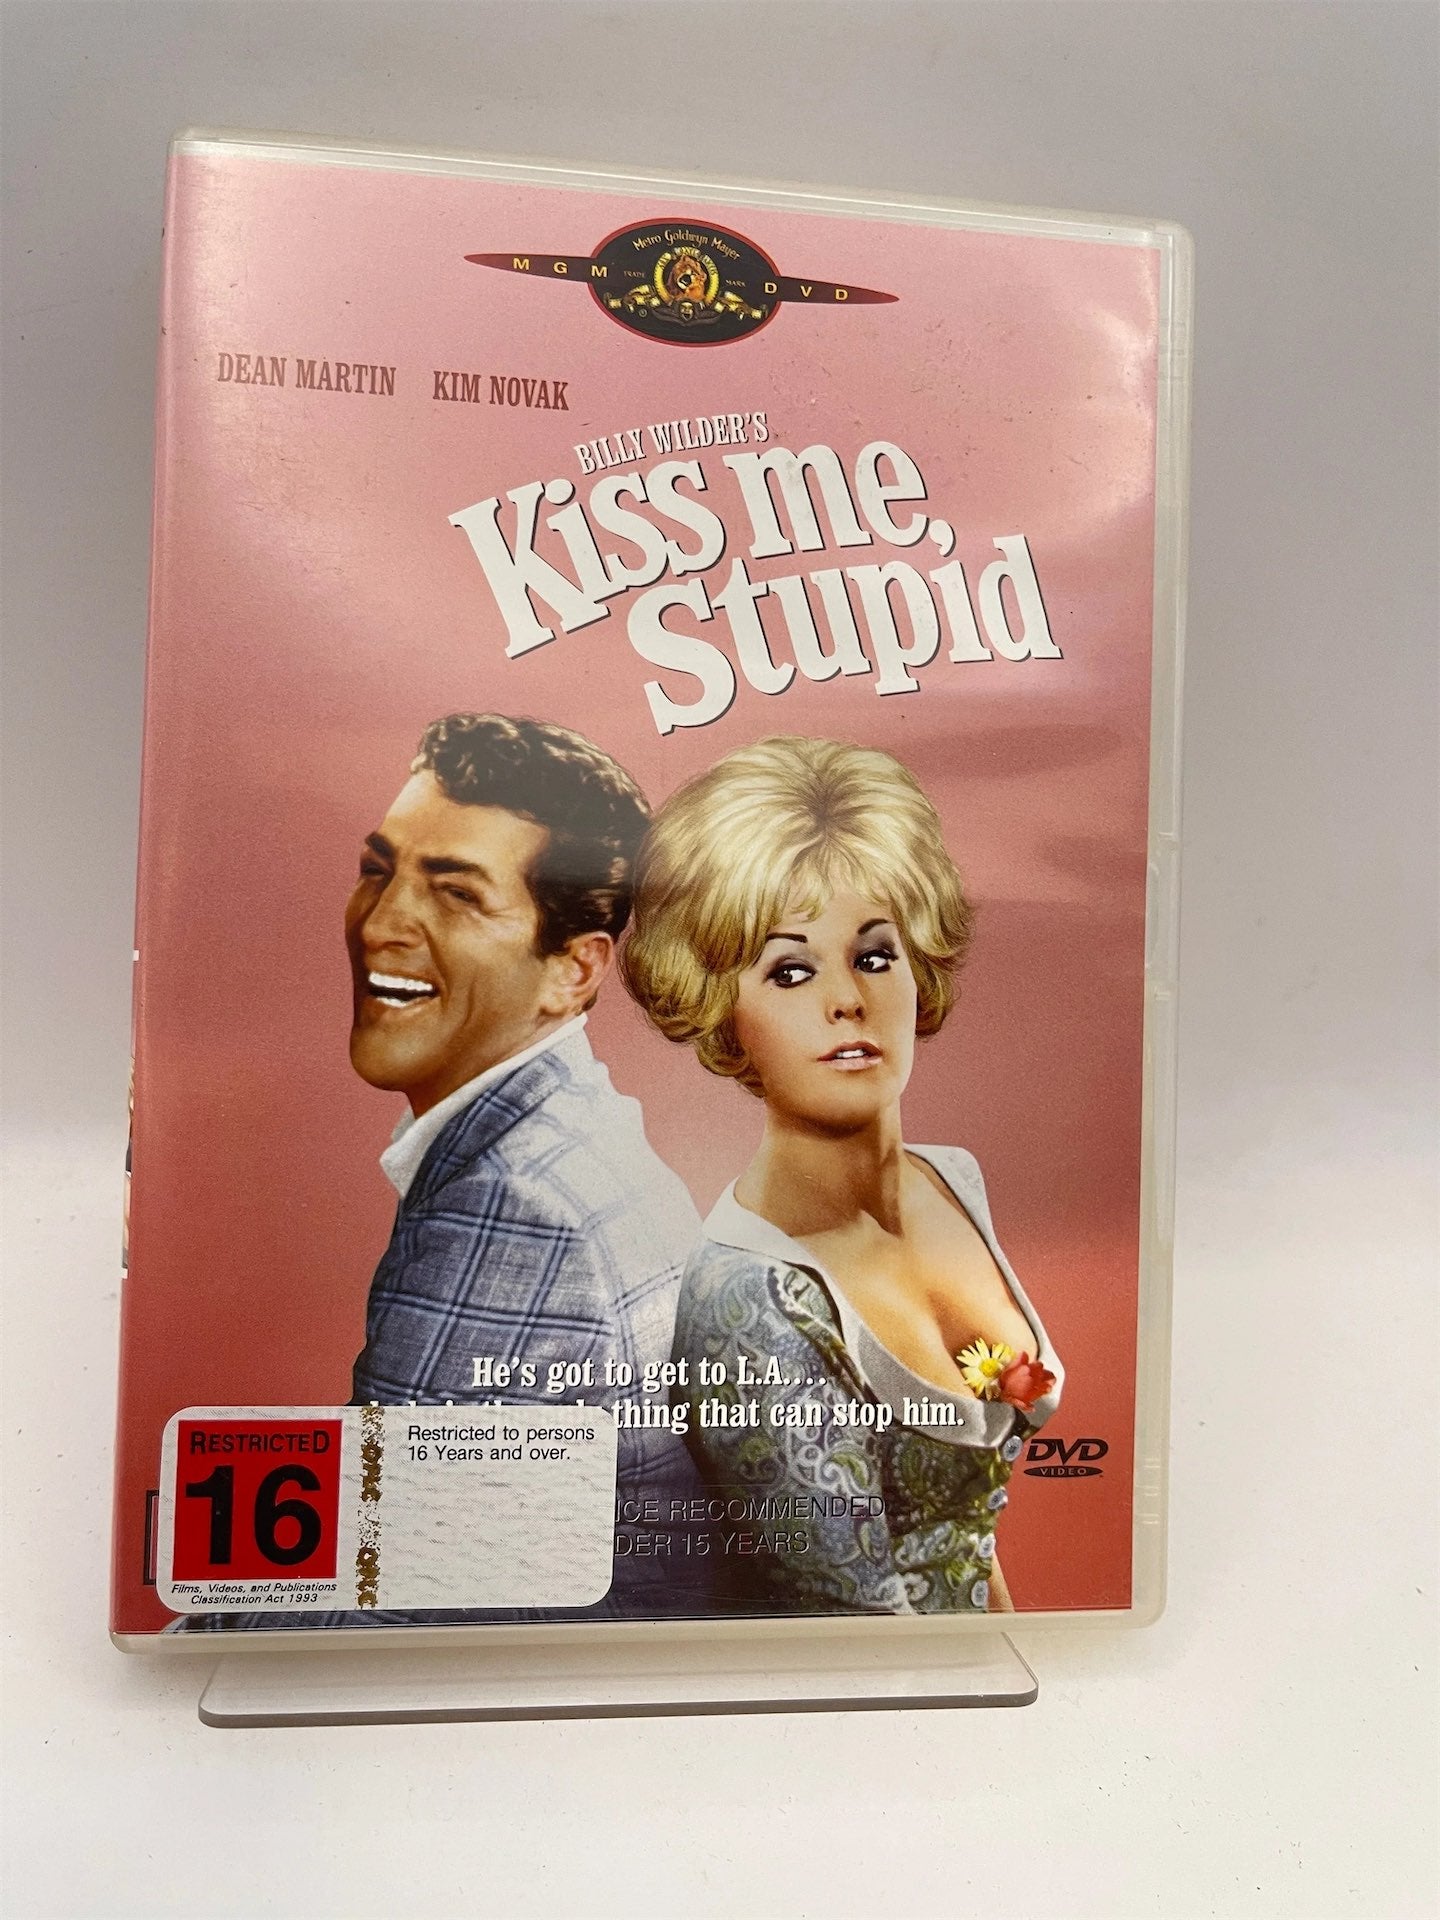 Metro Goldwyn Mayer
MGM TRADE MARK DVD
DEAN MARTIN KIM NOVAK
BILLY WILDER'S
Kiss me,
Stupid
He's got to get to L.A....
thing that can stop him.
DVD
VIDEO
RESTRICTED
16
Films, Videos, and Publications
Classification Act 1993
Restricted to persons
16 Years and over.
RECOMMENDED
15 YEARS